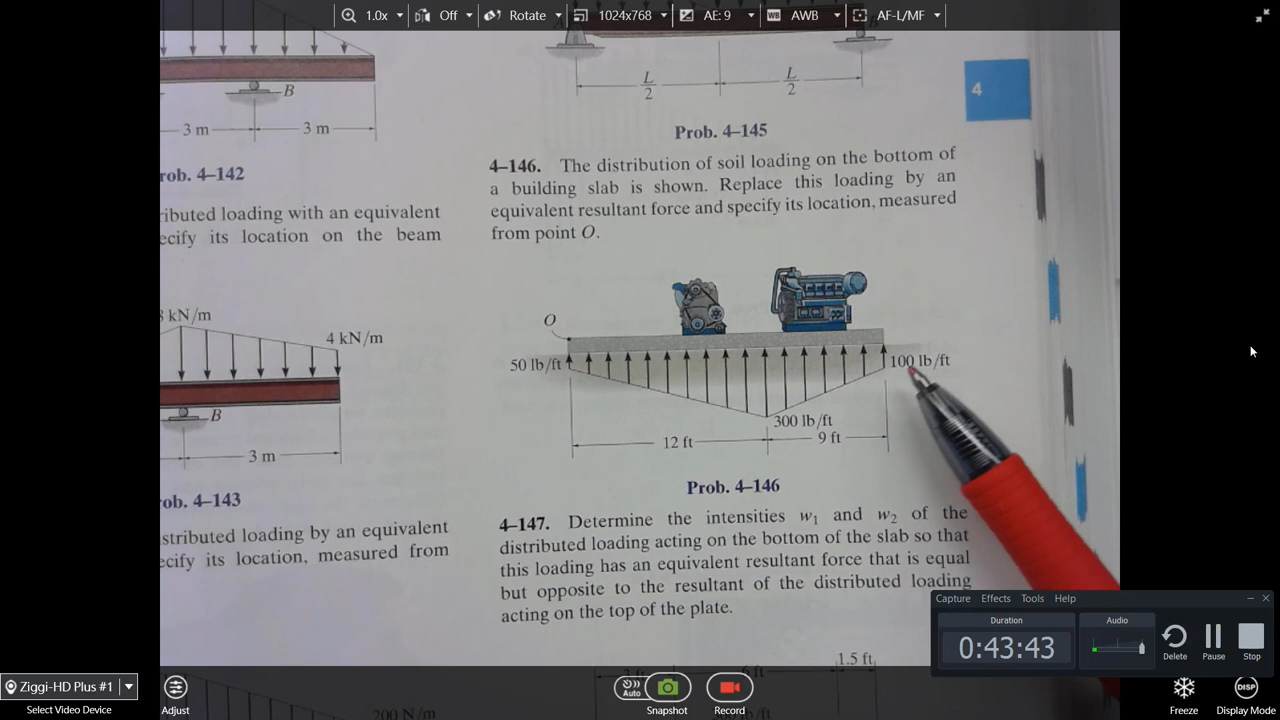 1.0x
Off
Rotate
1024x768
AE: 9
WB
AWB
AF-L/MF
B
3 m
3 m
rob. 4–142
ributed loading with an equivalent
ecify its location on the beam
kN/m
4 kN/m
B
3 m
ob. 4–143
stributed loading by an equivalent
ecify its location, measured from
200 N/m
L
2
L
2
4
Prob. 4–145
4–146. The distribution of soil loading on the bottom of
a building slab is shown. Replace this loading by an
equivalent resultant force and specify its location, measured
from point O.
O
50 lb/ft
100 lb/ft
300 lb/ft
12 ft
9 ft
Prob. 4–146
4–147. Determine the intensities w1 and w2 of the
distributed loading acting on the bottom of the slab so that
this loading has an equivalent resultant force that is equal
but opposite to the resultant of the distributed loading
acting on the top of the plate.
1.5 ft
Capture Effects Tools Help
Duration
0:43:43
Audio
Delete
Pause
Stop
Ziggi-HD Plus #1
Select Video Device
Adjust
Auto
Snapshot
Record
Freeze
DISP
Display Mode